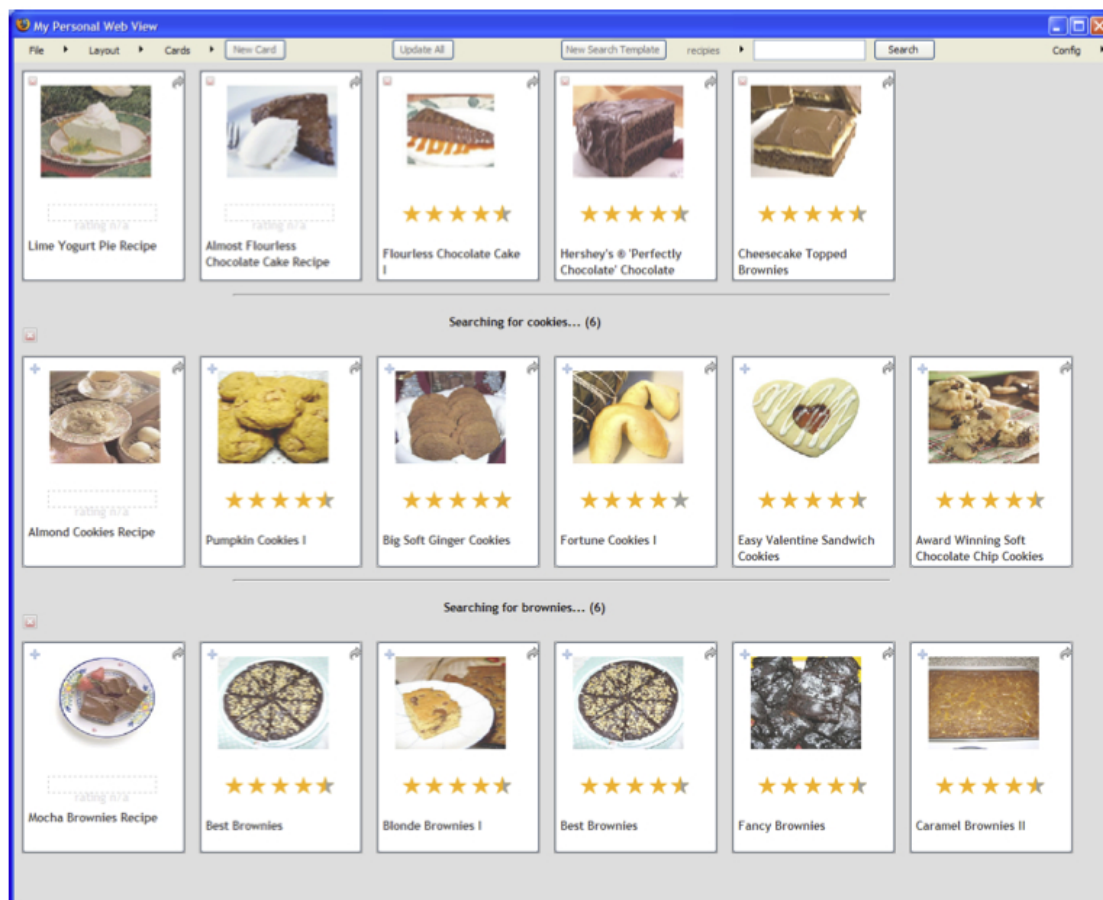 My Personal Web View
File Layout Cards New Card Update All New Search Template recipies Search Config
rating n/a
Lime Yogurt Pie Recipe
rating n/a
Almost Flourless
Chocolate Cake Recipe
Flourless Chocolate Cake
I
Hershey's ® 'Perfectly
Chocolate' Chocolate
Cheesecake Topped
Brownies
Searching for cookies... (6)
rating n/a
Almond Cookies Recipe
Pumpkin Cookies I
Big Soft Ginger Cookies
Fortune Cookies I
Easy Valentine Sandwich
Cookies
Award Winning Soft
Chocolate Chip Cookies
Searching for brownies... (6)
rating n/a
Mocha Brownies Recipe
Best Brownies
Blonde Brownies I
Best Brownies
Fancy Brownies
Caramel Brownies II